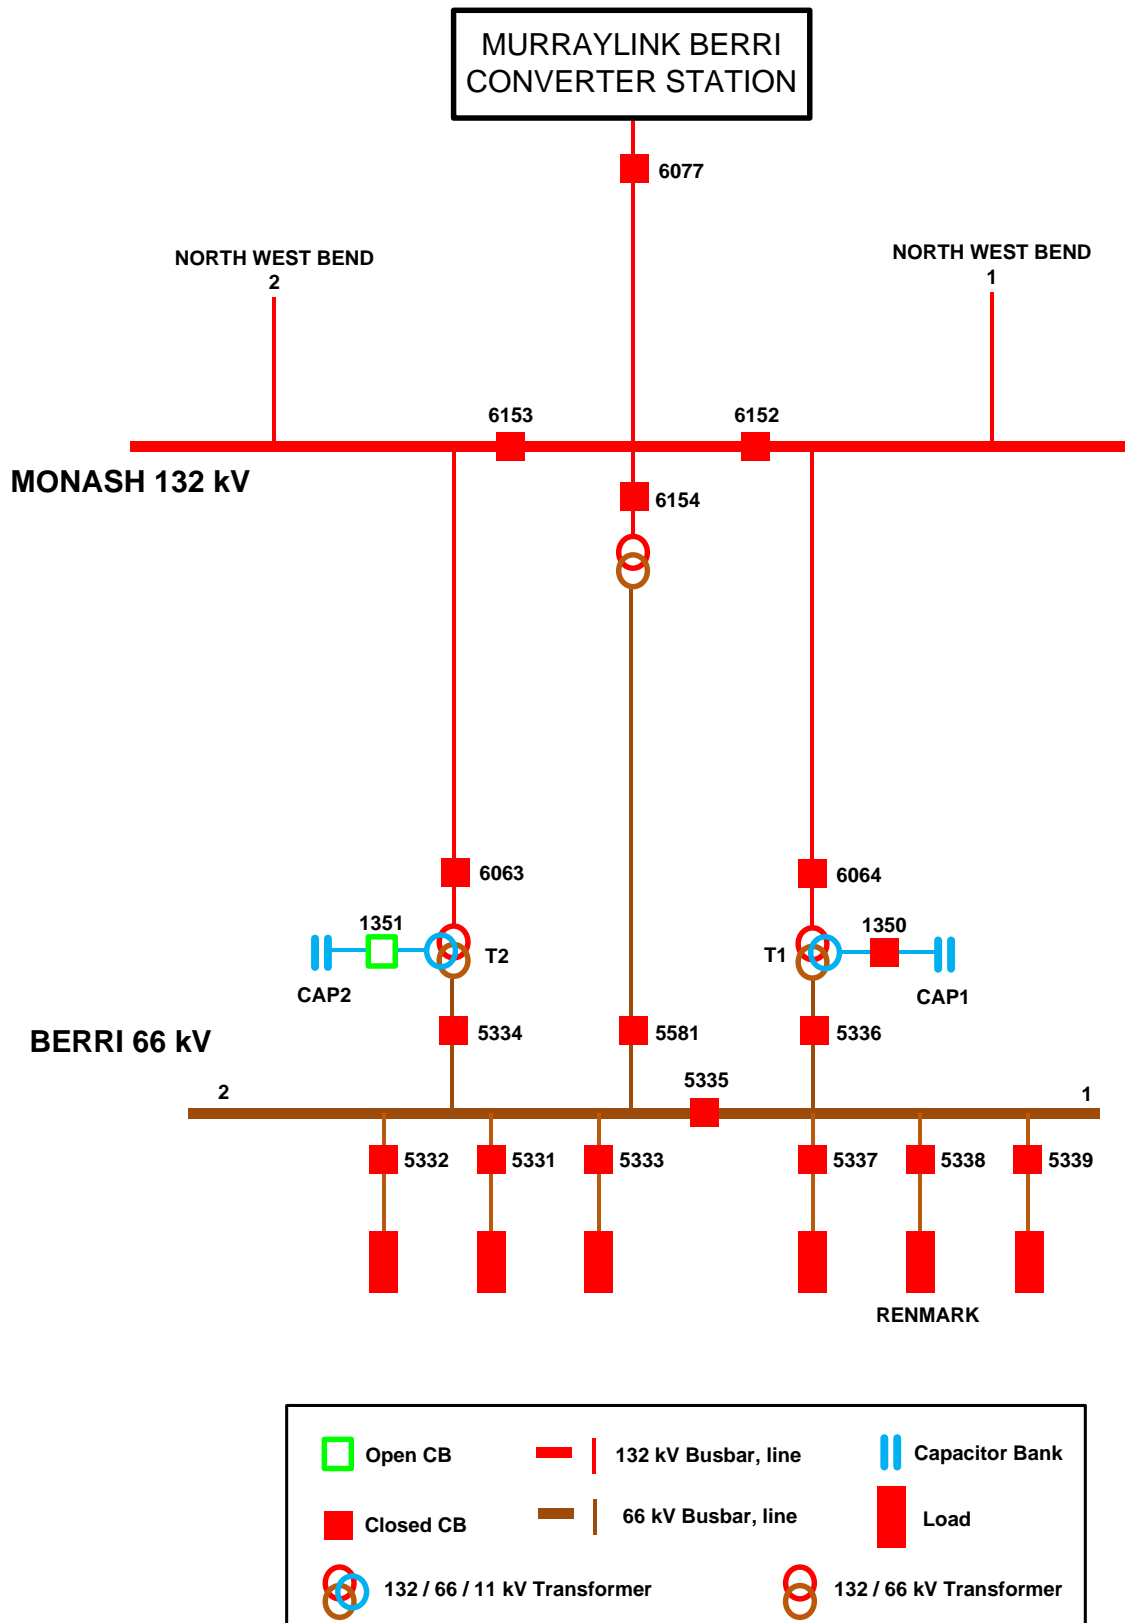 MURRAYLINK BERRI
CONVERTER STATION
6077
NORTH WEST BEND
2
NORTH WEST BEND
1
6153
6152
MONASH 132 kV
6154
6063
6064
1351
1350
T2
T1
CAP2
CAP1
BERRI 66 kV
5334
5581
5336
5335
2
1
5332
5331
5333
5337
5338
5339
RENMARK
Open CB
132 kV Busbar, line
Capacitor Bank
Closed CB
66 kV Busbar, line
Load
132 / 66 / 11 kV Transformer
132 / 66 kV Transformer